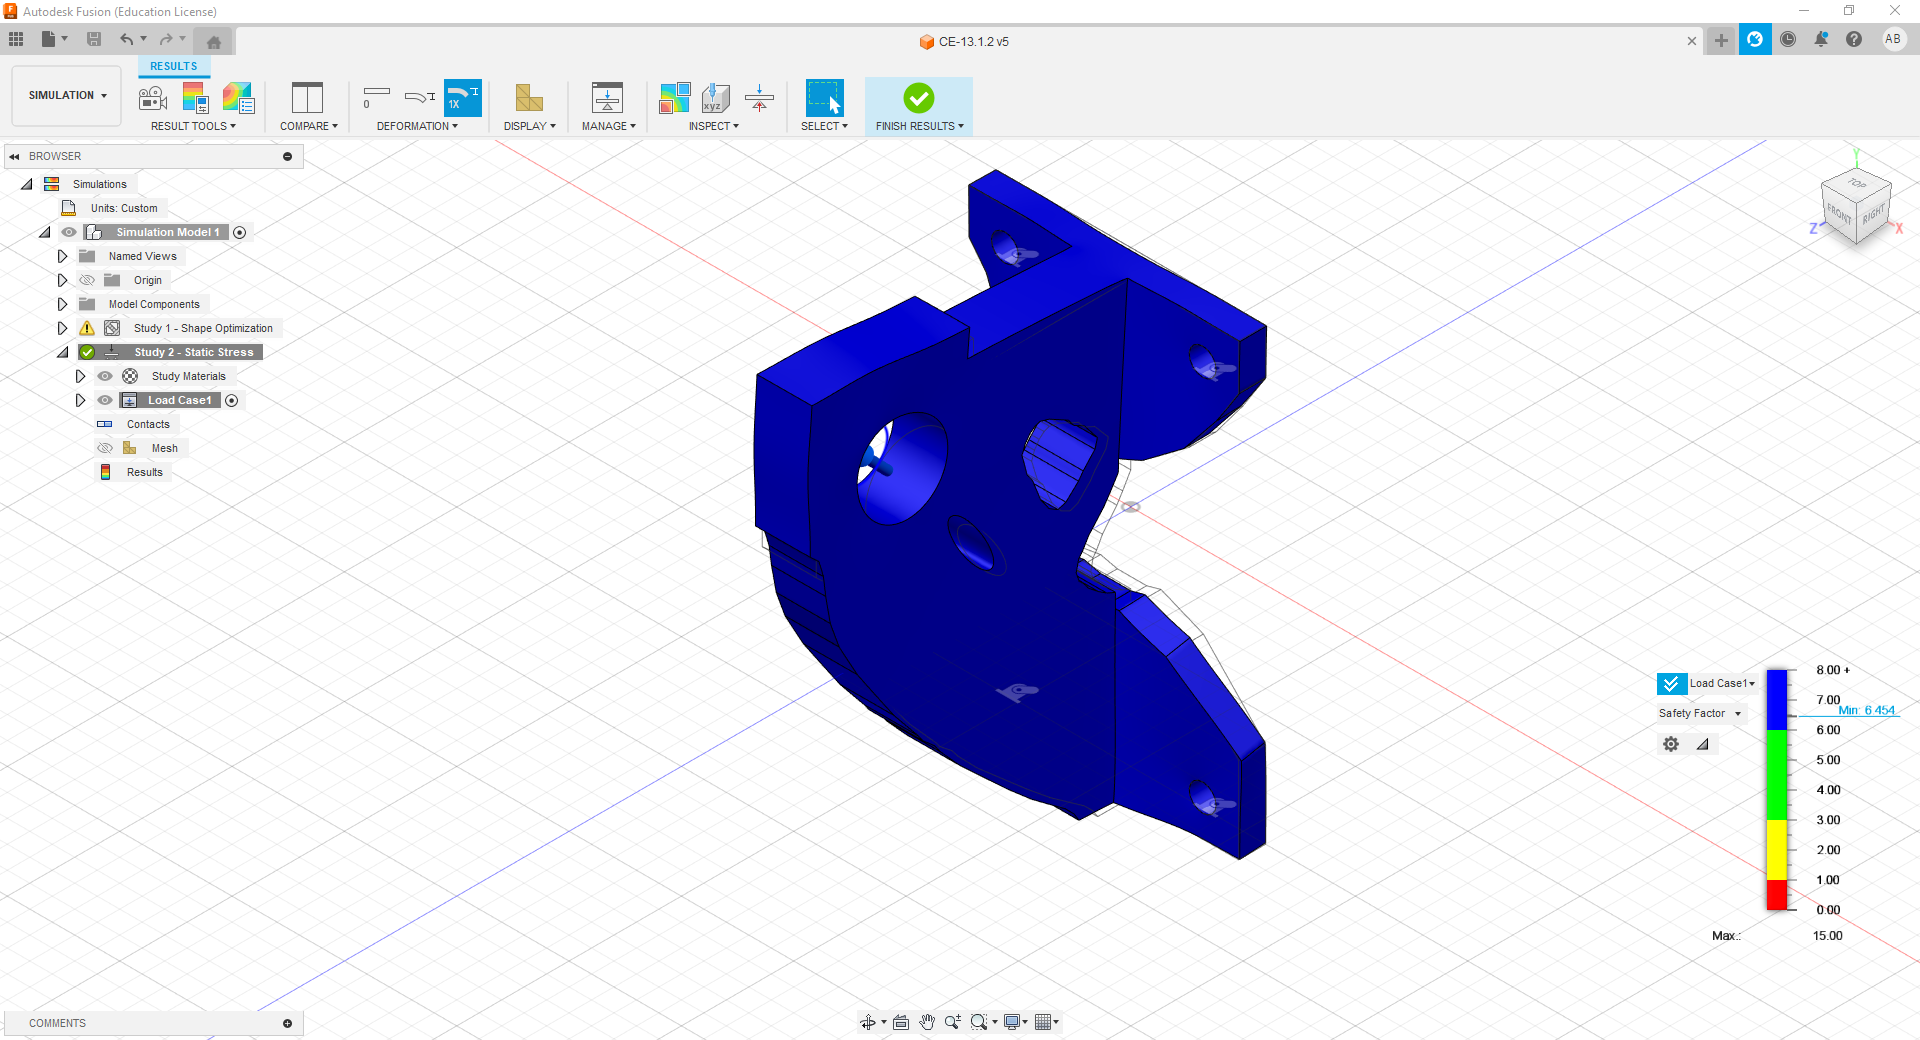 Autodesk Fusion (Education License)
CE-13.1.2 v5
AB
SIMULATION
RESULTS
0
1X
xyz
RESULT TOOLS
COMPARE
DEFORMATION
DISPLAY
MANAGE
INSPECT
SELECT
FINISH RESULTS
BROWSER
Simulations
Units: Custom
Simulation Model 1
Named Views
Origin
Model Components
Study 1 - Shape Optimization
Study 2 - Static Stress
Study Materials
Load Case1
Contacts
Mesh
Results
Y
TOP
FRONT
RIGHT
Z
X
Load Case1
Safety Factor
8.00 +
7.00
Min: 6.454
6.00
5.00
4.00
3.00
2.00
1.00
0.00
Max.: 15.00
COMMENTS